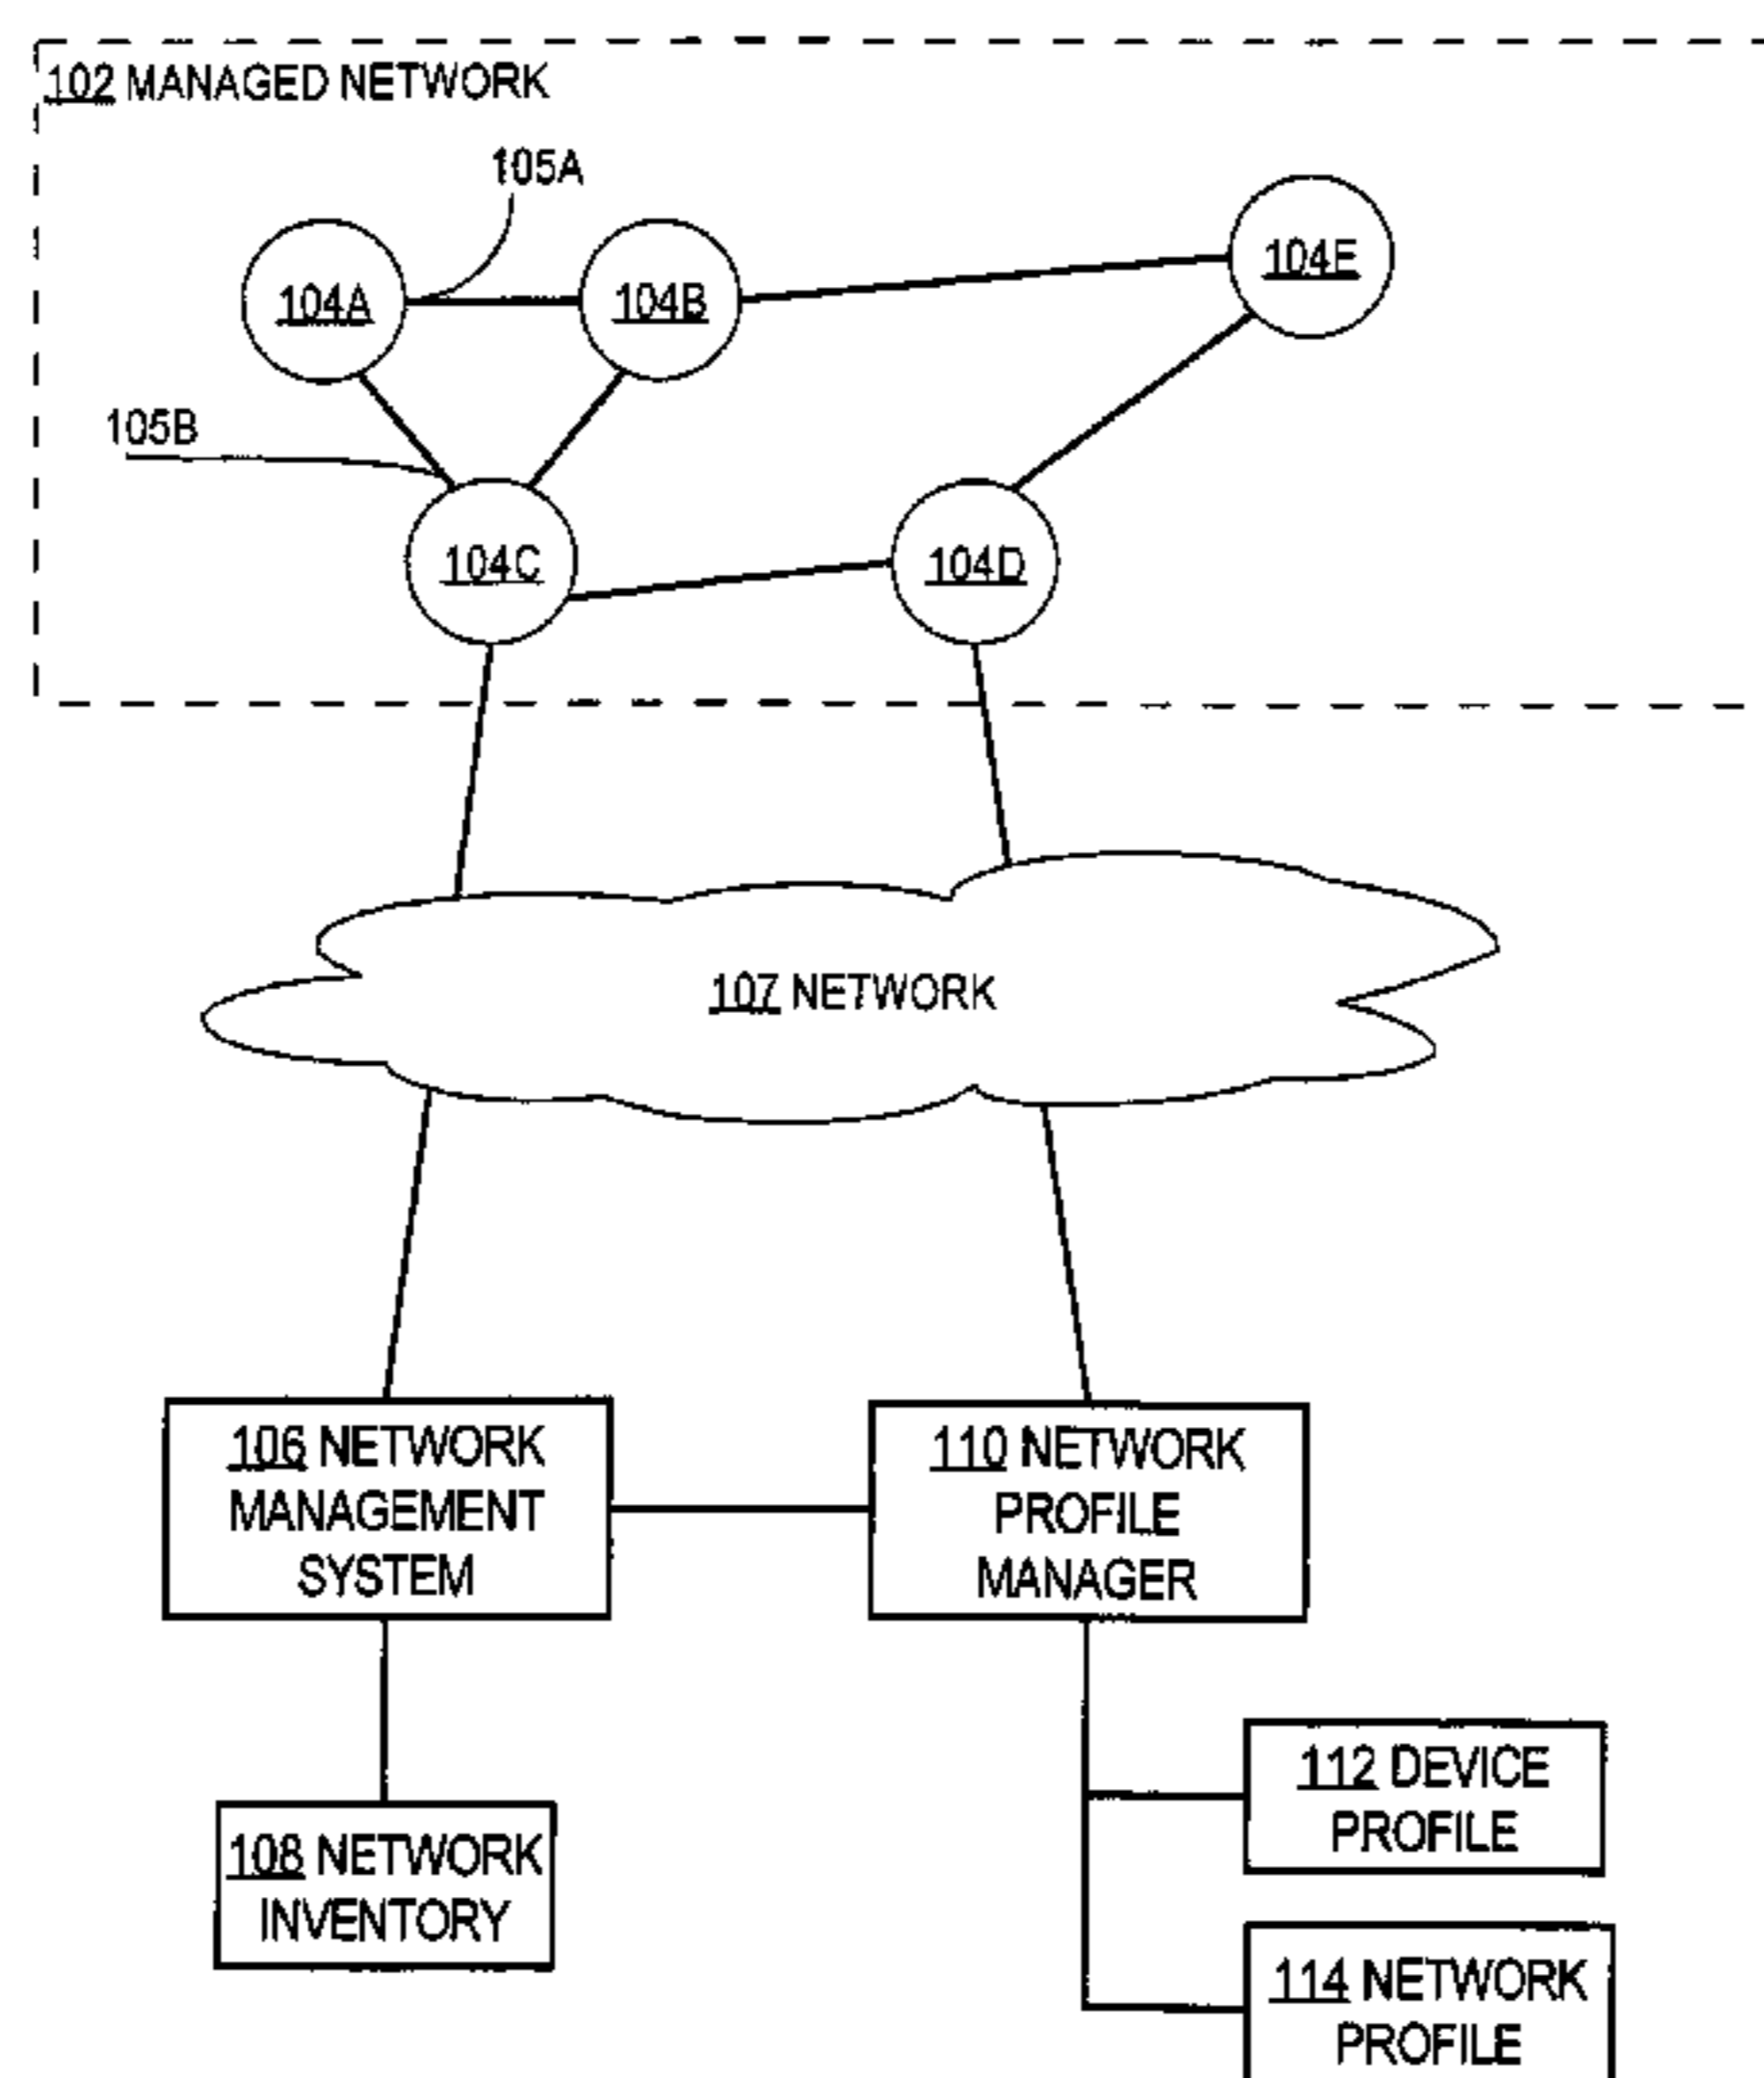 102 MANAGED NETWORK
105A
104A
104B
104E
105B
104C
104D
107 NETWORK
106 NETWORK
MANAGEMENT
SYSTEM
110 NETWORK
PROFILE
MANAGER
112 DEVICE
PROFILE
108 NETWORK
INVENTORY
114 NETWORK
PROFILE